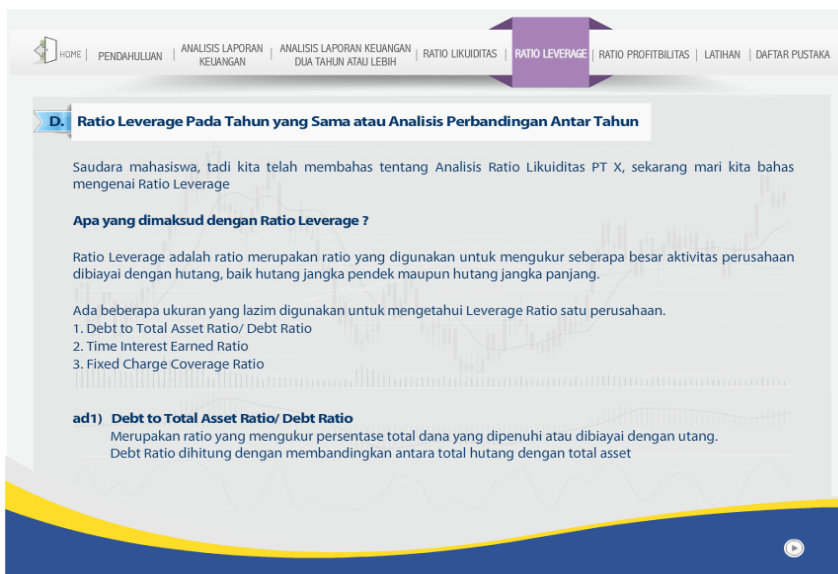 HOME | PENDAHULUAN | ANALISIS LAPORAN KEUANGAN | ANALISIS LAPORAN KEUANGAN DUA TAHUN ATAU LEBIH | RATIO LIKUIDITAS | RATIO LEVERAGE | RATIO PROFITBILITAS | LATIHAN | DAFTAR PUSTAKA
D. Ratio Leverage Pada Tahun yang Sama atau Analisis Perbandingan Antar Tahun
Saudara mahasiswa, tadi kita telah membahas tentang Analisis Ratio Likuiditas PT X, sekarang mari kita bahas
mengenai Ratio Leverage
Apa yang dimaksud dengan Ratio Leverage ?
Ratio Leverage adalah ratio merupakan ratio yang digunakan untuk mengukur seberapa besar aktivitas perusahaan
dibiayai dengan hutang, baik hutang jangka pendek maupun hutang jangka panjang.
Ada beberapa ukuran yang lazim digunakan untuk mengetahui Leverage Ratio satu perusahaan.
1. Debt to Total Asset Ratio/ Debt Ratio
2. Time Interest Earned Ratio
3. Fixed Charge Coverage Ratio
ad1) Debt to Total Asset Ratio/ Debt Ratio
Merupakan ratio yang mengukur persentase total dana yang dipenuhi atau dibiayai dengan utang.
Debt Ratio dihitung dengan membandingkan antara total hutang dengan total asset